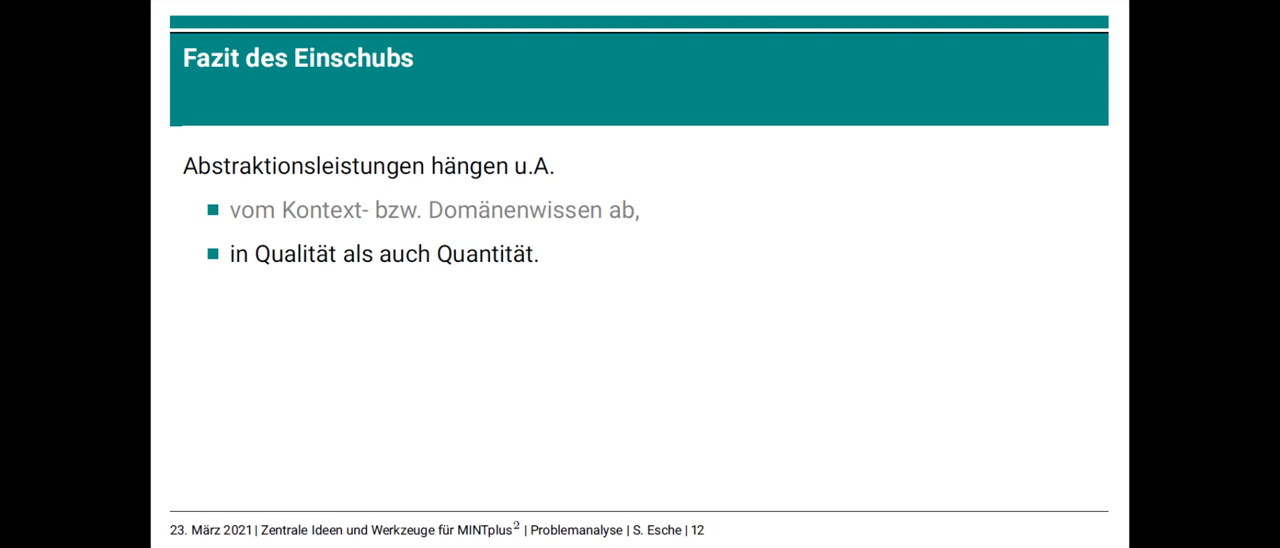 Fazit des Einschubs
Abstraktionsleistungen hängen u.A.
vom Kontext- bzw. Domänenwissen ab,
in Qualität als auch Quantität.
23. März 2021 | Zentrale Ideen und Werkzeuge für MINTplus² | Problemanalyse | S. Esche | 12